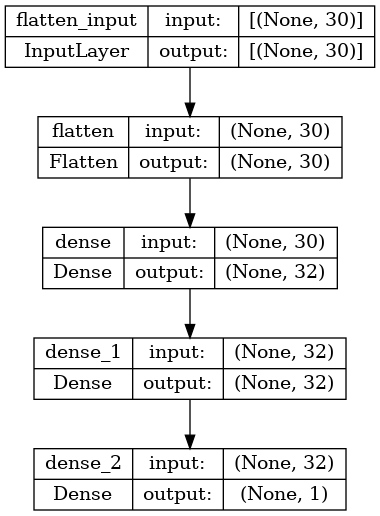 flatten_input input: [(None, 30)]
InputLayer output: [(None, 30)]
flatten input: (None, 30)
Flatten output: (None, 30)
dense input: (None, 30)
Dense output: (None, 32)
dense_1 input: (None, 32)
Dense output: (None, 32)
dense_2 input: (None, 32)
Dense output: (None, 1)